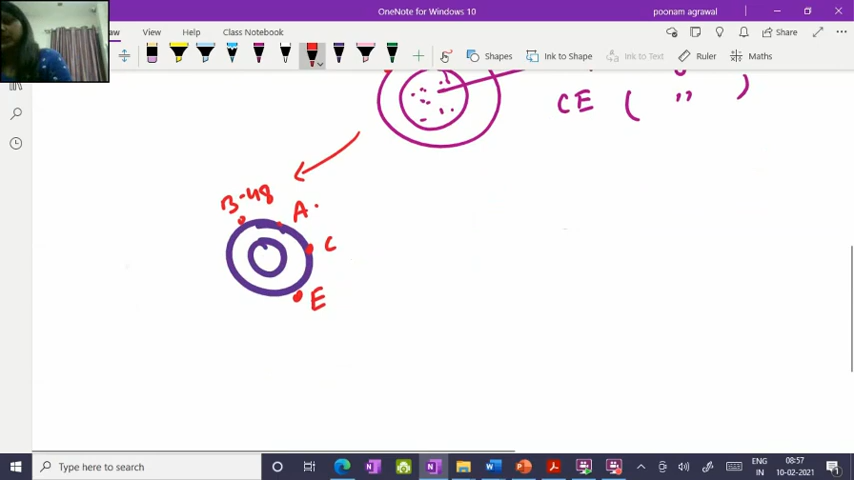 OneNote for Windows 10
poonam agrawal
aw View Help Class Notebook
Share
Shapes Ink to Shape Ink to Text Ruler Maths
CE ( " )
B-48
A.
C
E
Type here to search
ENG 08:57
IN 10-02-2021
1